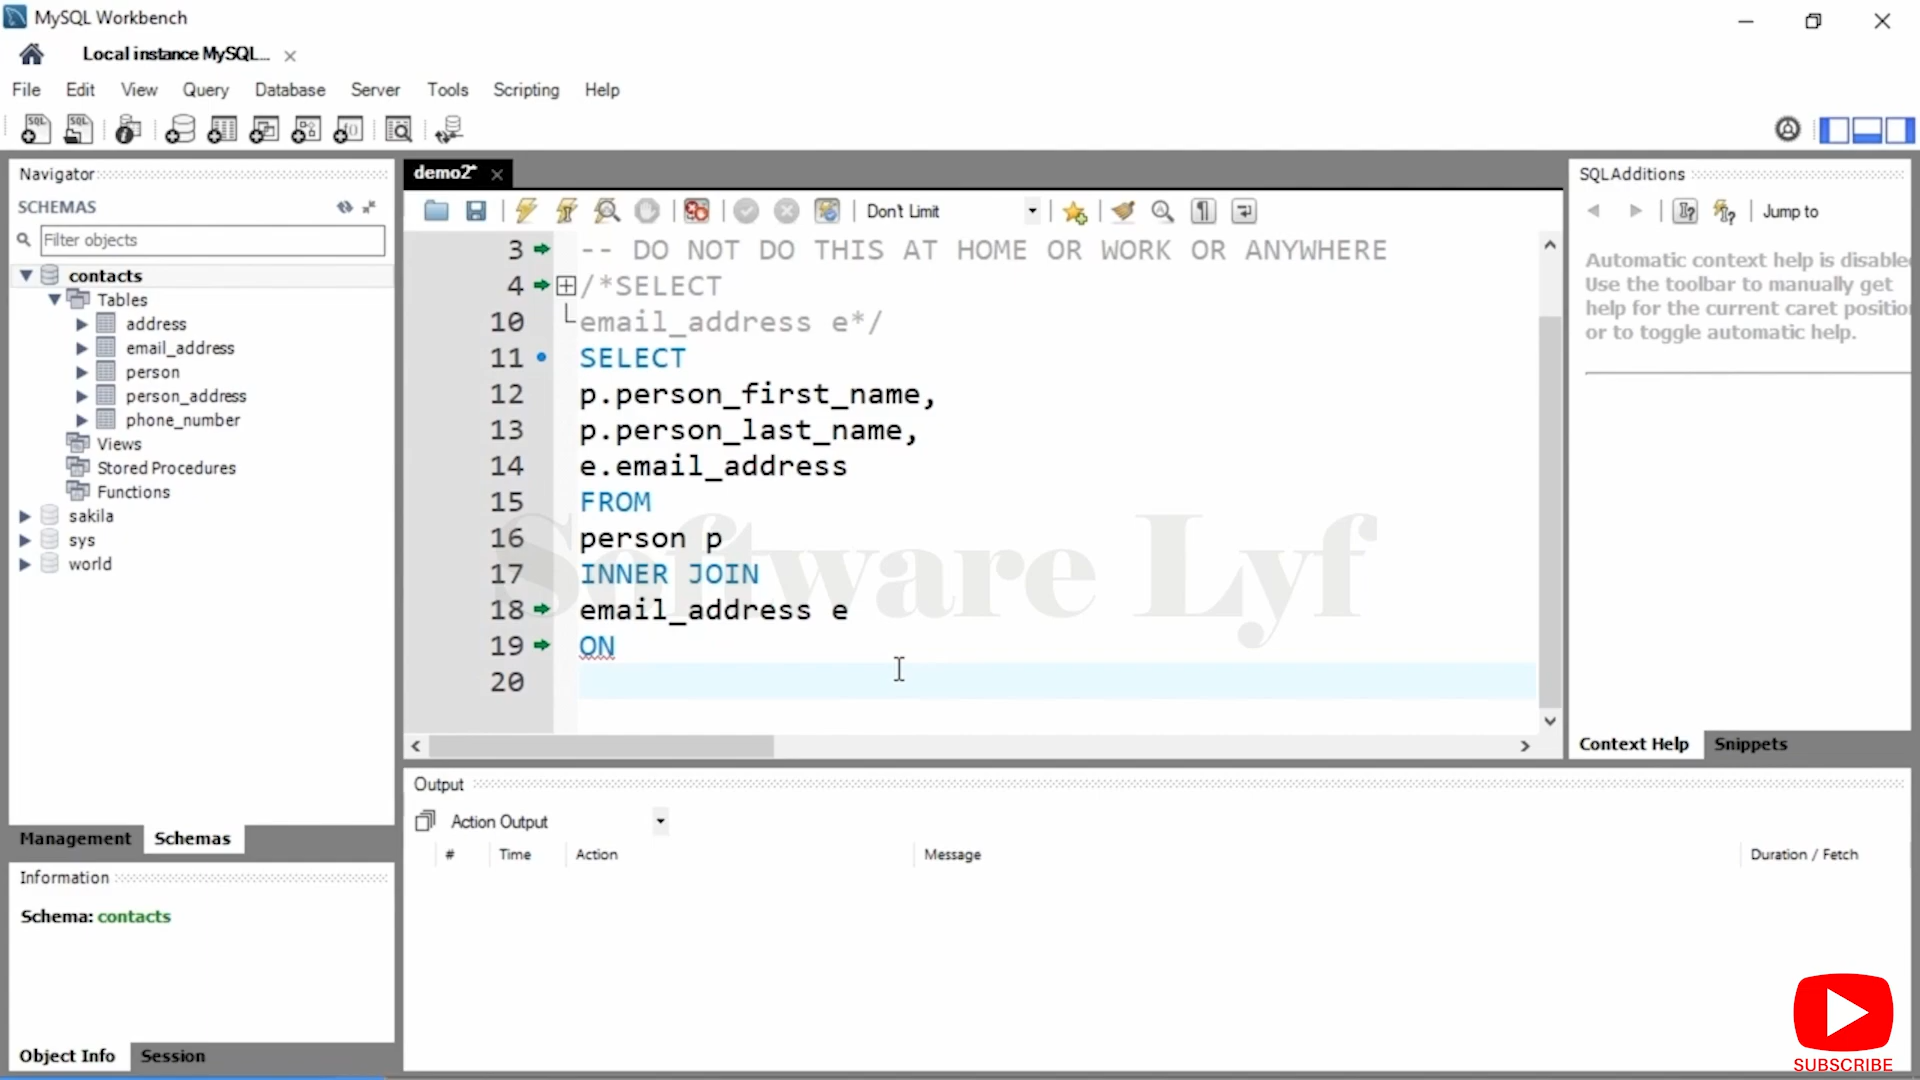 MySQL Workbench
Local instance MySQL...
File Edit View Query Database Server Tools Scripting Help
Navigator
SCHEMAS
Filter objects
contacts
Tables
address
email_address
person
person_address
phone_number
Views
Stored Procedures
Functions
sakila
sys
world
Management Schemas
Information
Schema: contacts
Object Info Session
demo2*
Don't Limit
3 -- DO NOT DO THIS AT HOME OR WORK OR ANYWHERE
4 /*SELECT
10 email_address e*/
11 SELECT
12 p.person_first_name,
13 p.person_last_name,
14 e.email_address
15 FROM
16 person p
17 INNER JOIN
18 email_address e
19 ON
20
Software Lyf
Output
Action Output
# Time Action Message Duration / Fetch
SQLAdditions
Jump to
Automatic context help is disable
Use the toolbar to manually get
help for the current caret positio
or to toggle automatic help.
Context Help Snippets
SUBSCRIBE